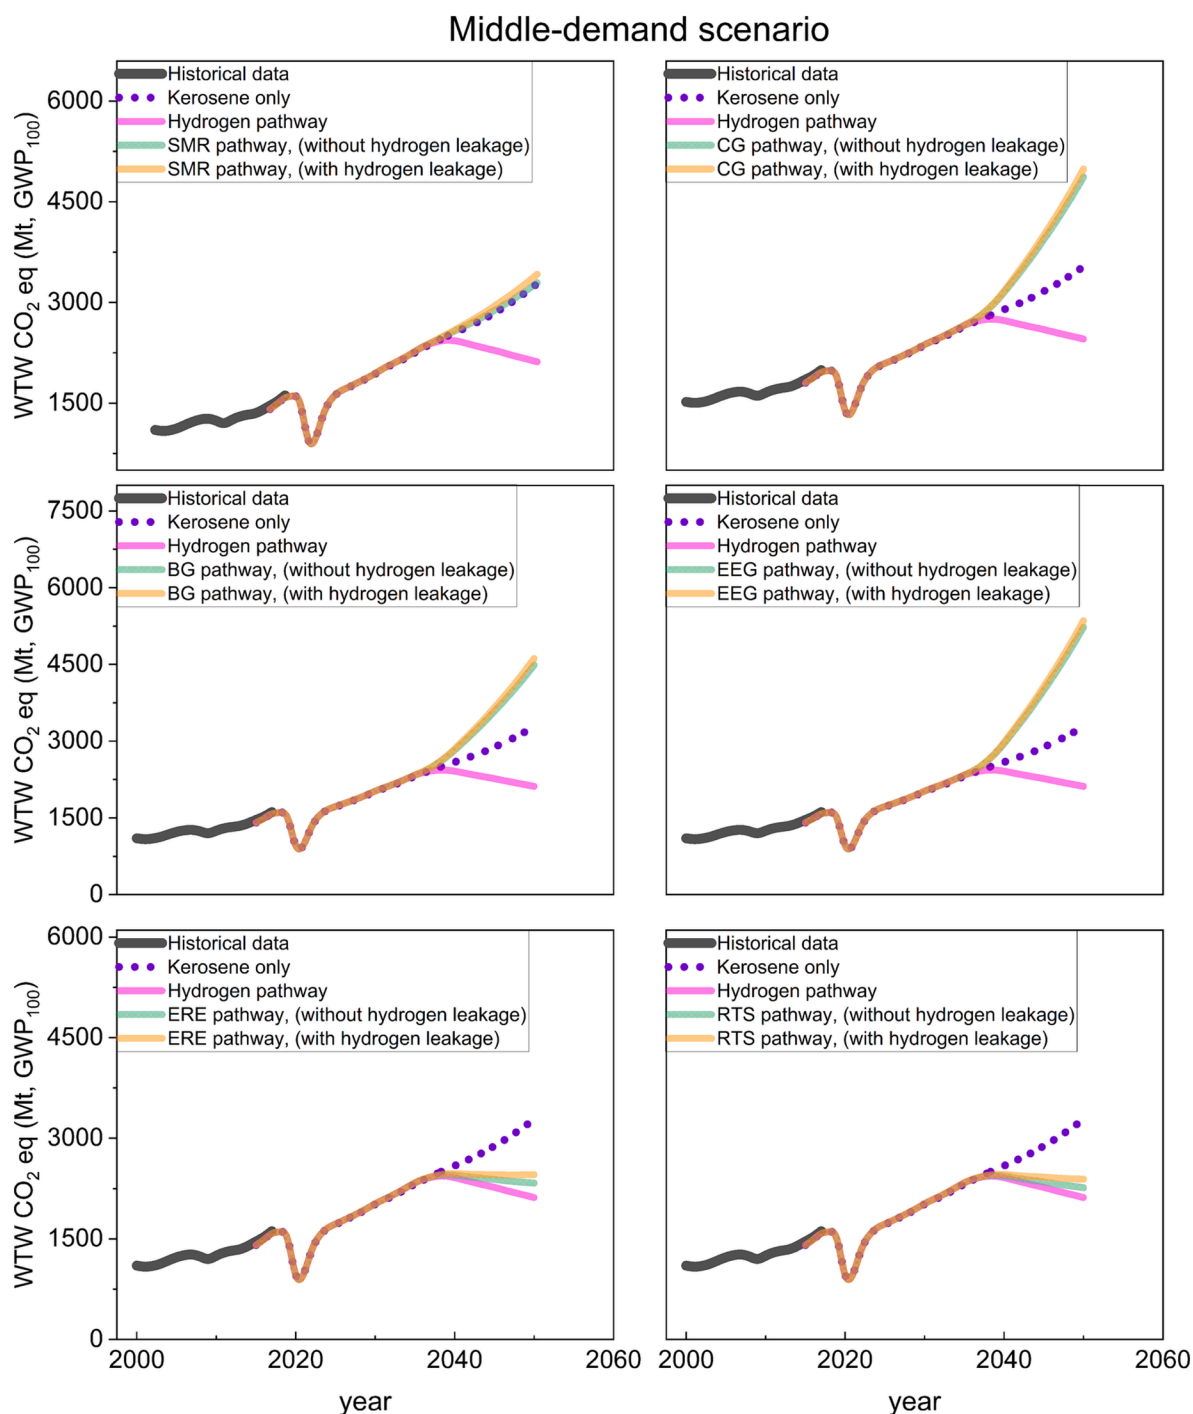 Middle-demand scenario
Historical data
Kerosene only
Hydrogen pathway
SMR pathway, (without hydrogen leakage)
SMR pathway, (with hydrogen leakage)
6000
4500
3000
1500
WTW CO₂ eq (Mt, GWP₁₀₀)
Historical data
Kerosene only
Hydrogen pathway
CG pathway, (without hydrogen leakage)
CG pathway, (with hydrogen leakage)
Historical data
Kerosene only
Hydrogen pathway
BG pathway, (without hydrogen leakage)
BG pathway, (with hydrogen leakage)
7500
6000
4500
3000
1500
0
WTW CO₂ eq (Mt, GWP₁₀₀)
Historical data
Kerosene only
Hydrogen pathway
EEG pathway, (without hydrogen leakage)
EEG pathway, (with hydrogen leakage)
Historical data
Kerosene only
Hydrogen pathway
ERE pathway, (without hydrogen leakage)
ERE pathway, (with hydrogen leakage)
6000
4500
3000
1500
0
WTW CO₂ eq (Mt, GWP₁₀₀)
2000 2020 2040 2060
year
Historical data
Kerosene only
Hydrogen pathway
RTS pathway, (without hydrogen leakage)
RTS pathway, (with hydrogen leakage)
2000 2020 2040 2060
year